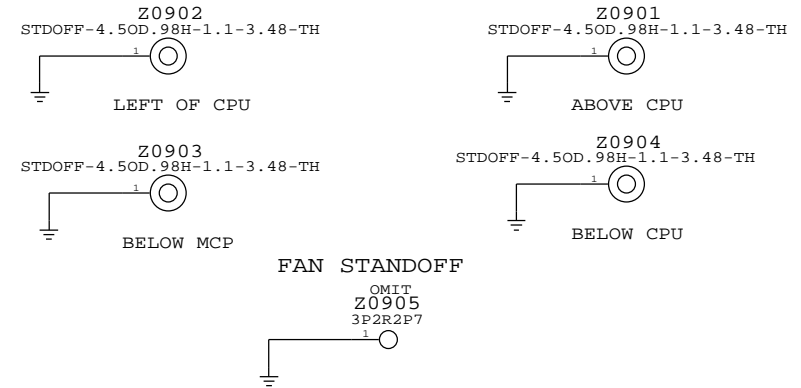 Z0902
STDOFF-4.5OD.98H-1.1-3.48-TH
1
LEFT OF CPU
Z0901
STDOFF-4.5OD.98H-1.1-3.48-TH
1
ABOVE CPU
Z0903
STDOFF-4.5OD.98H-1.1-3.48-TH
1
BELOW MCP
Z0904
STDOFF-4.5OD.98H-1.1-3.48-TH
1
BELOW CPU
FAN STANDOFF
OMIT
Z0905
3P2R2P7
1